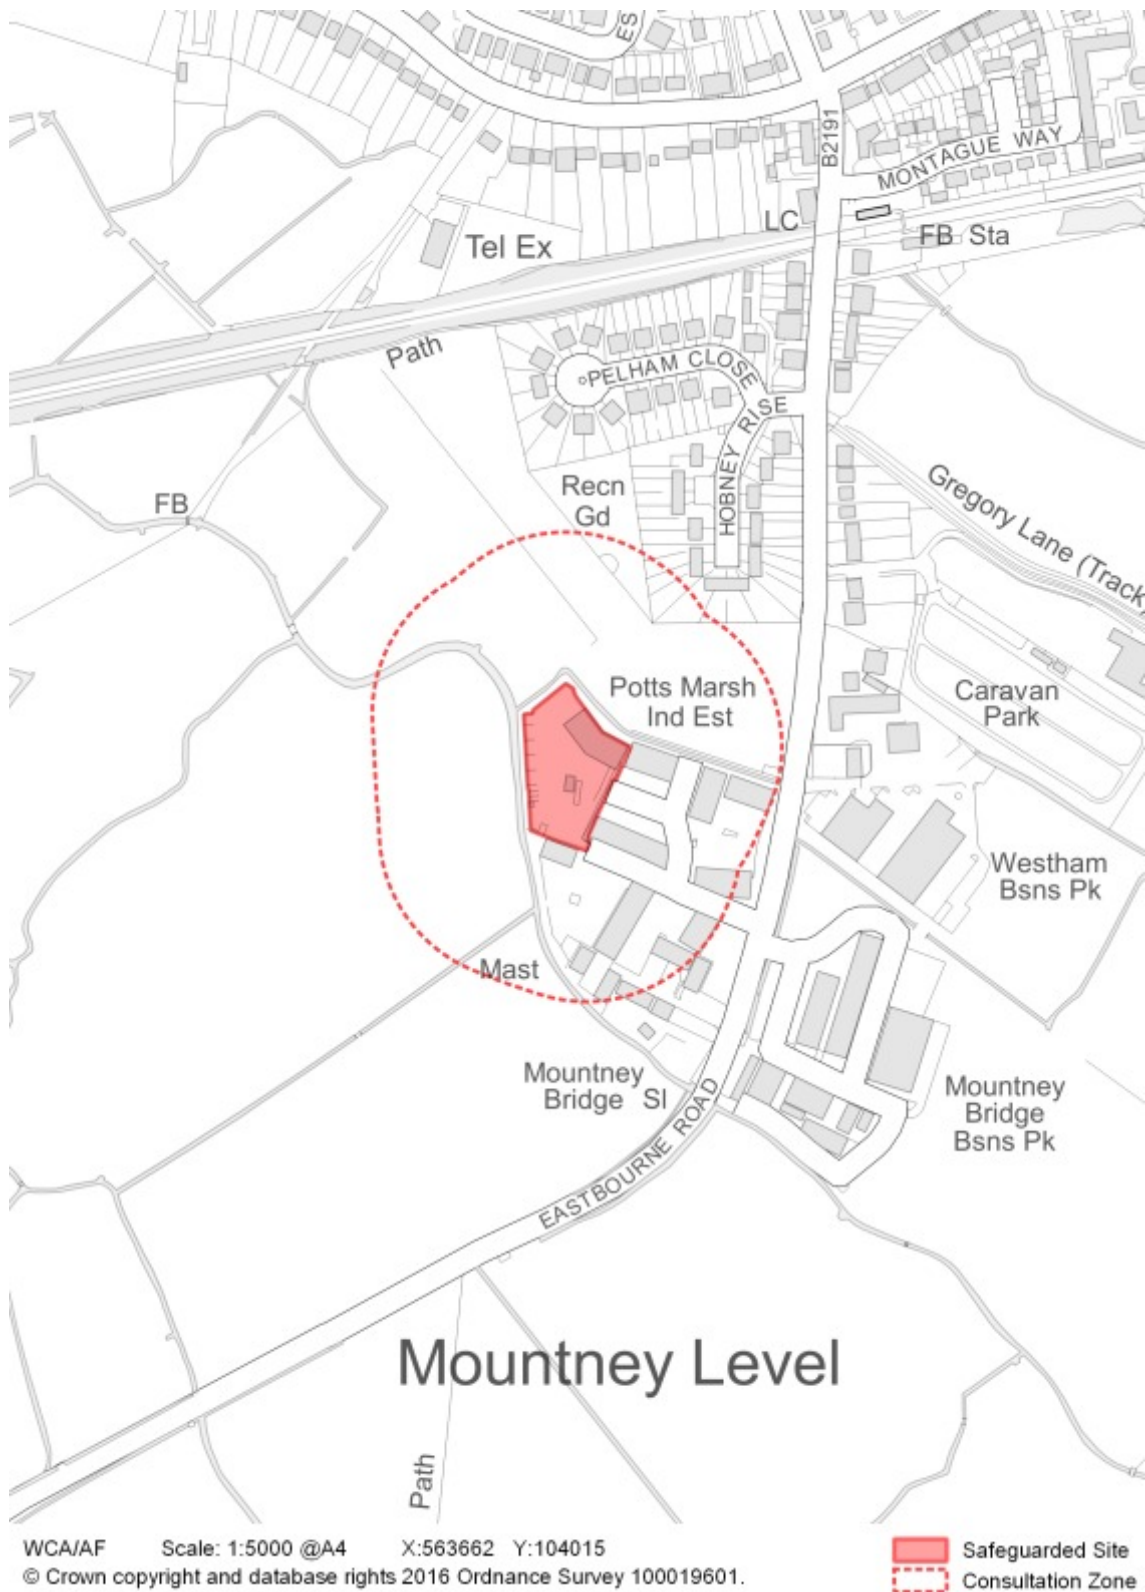 ES
B2191
MONTAGUE WAY
LC
FB Sta
Tel Ex
Path
PELHAM CLOSE
HOBNEY RISE
Recn
Gd
FB
Gregory Lane (Track)
Potts Marsh
Ind Est
Caravan
Park
Westham
Bsns Pk
Mast
Mountney
Bridge Sl
Mountney
Bridge
Bsns Pk
EASTBOURNE ROAD
Mountney Level
Path
WCA/AF Scale: 1:5000 @A4 X:563662 Y:104015
© Crown copyright and database rights 2016 Ordnance Survey 100019601.
Safeguarded Site
Consultation Zone